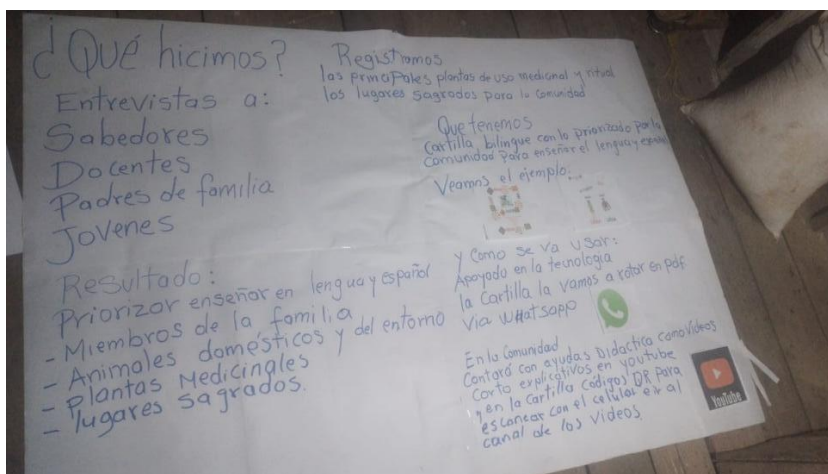 ¿Qué hicimos?
Entrevistas a:
Sabedores
Docentes
Padres de familia
Jovenes
Resultado:
Priorizar enseñar en lengua y español
- Miembros de la familia
- Animales domésticos y del entorno
- Plantas Medicinales
- lugares sagrados.
Registramos
las principales plantas de uso medicinal y ritual
los lugares sagrados para la comunidad
Que tenemos
Cartilla, bilingue con lo priorizado por la
comunidad para enseñar el lengua y español
Veamos el ejemplo:
y Como se va usar:
Apoyado en la tecnologia
la Cartilla la vamos a rotar en pdf
Via WhatSapp
En la Comunidad
Contará con ayudas Didactica como Videos
Corto explicativos en youtube
y en la Cartilla Codigos QR para
escanear con el celular e ir al
canal de los videos
YouTube